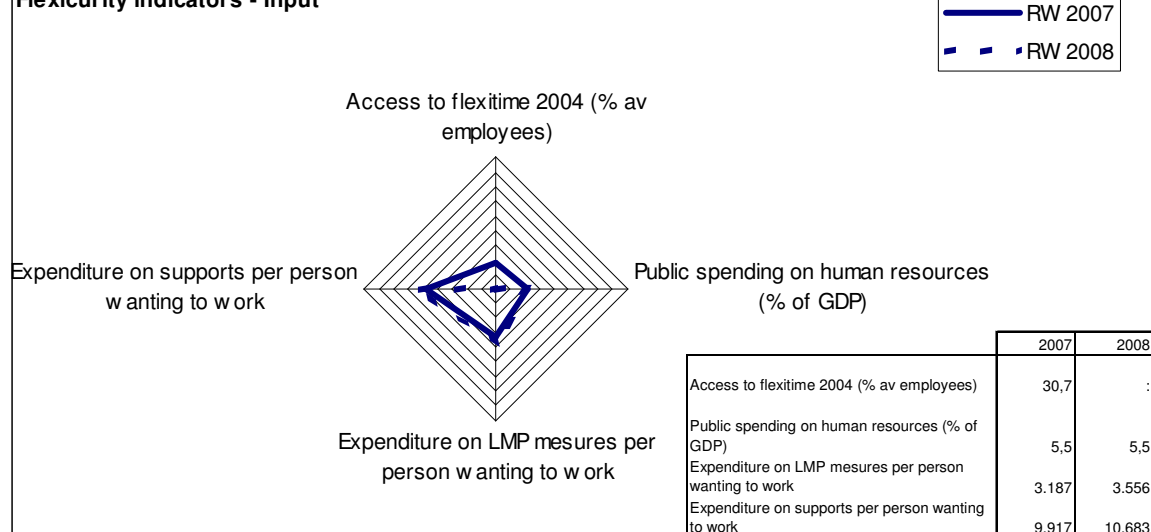 Flexicurity indicators - Input
RW 2007
RW 2008
Access to flexitime 2004 (% av
employees)
Expenditure on supports per person
wanting to work
Public spending on human resources
(% of GDP)
Expenditure on LMP mesures per
person wanting to work
2007 2008
Access to flexitime 2004 (% av employees) 30,7 :
Public spending on human resources (% of
GDP) 5,5 5,5
Expenditure on LMP mesures per person
wanting to work 3.187 3.556
Expenditure on supports per person wanting
to work 9.917 10.683